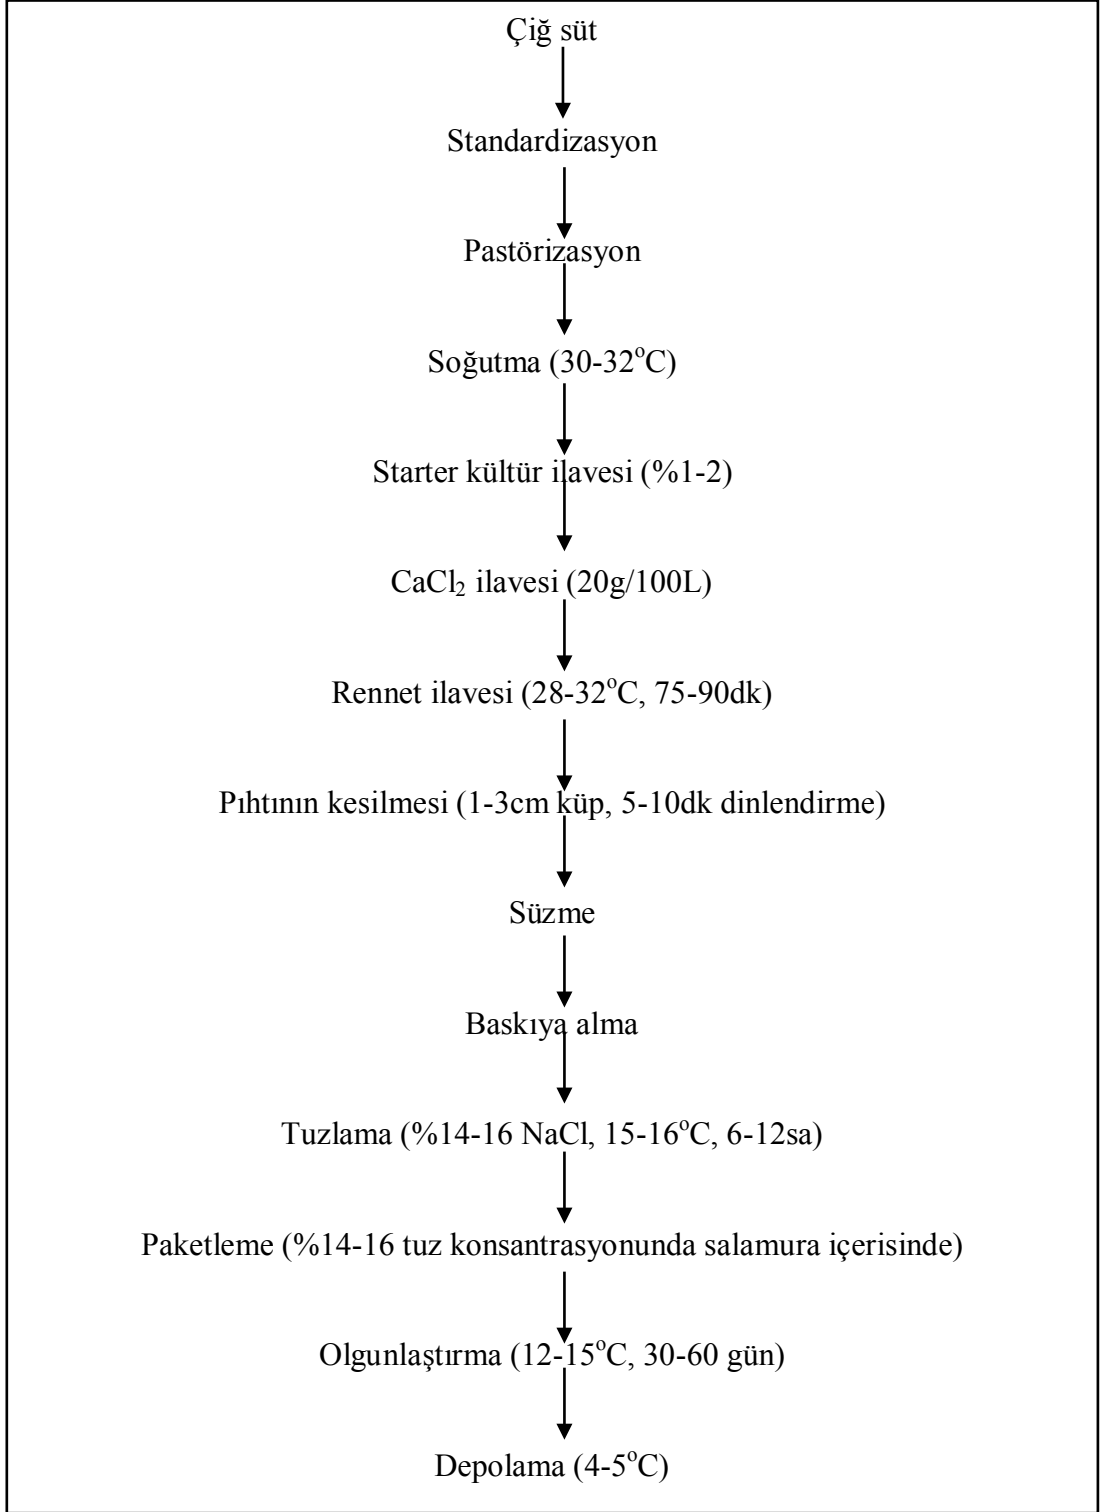 Çiğ süt
Standardizasyon
Pastörizasyon
Soğutma (30-32°C)
Starter kültür ilavesi (%1-2)
CaCl₂ ilavesi (20g/100L)
Rennet ilavesi (28-32°C, 75-90dk)
Pıhtının kesilmesi (1-3cm küp, 5-10dk dinlendirme)
Süzme
Baskıya alma
Tuzlama (%14-16 NaCl, 15-16°C, 6-12sa)
Paketleme (%14-16 tuz konsantrasyonunda salamura içerisinde)
Olgunlaştırma (12-15°C, 30-60 gün)
Depolama (4-5°C)